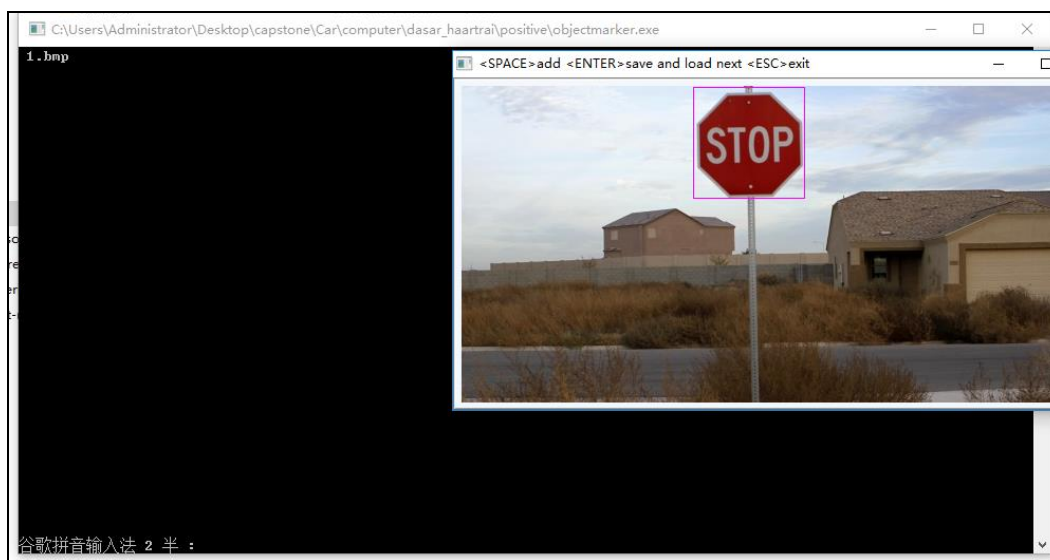 C:\Users\Administrator\Desktop\capstone\Car\computer\dasar_haartrai\positive\objectmarker.exe
1.bmp
<SPACE>add <ENTER>save and load next <ESC>exit
STOP
谷歌拼音输入法 2 半 :